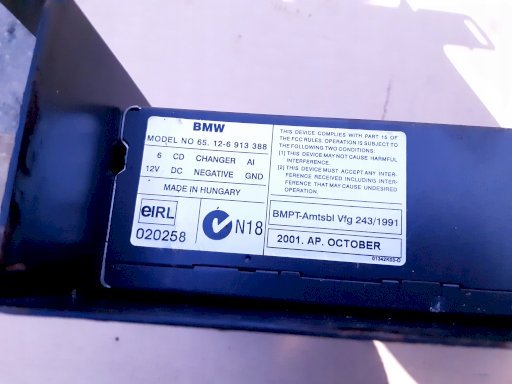 BMW
MODEL NO 65. 12-6 913 388
6 CD CHANGER AI
12V DC NEGATIVE GND
MADE IN HUNGARY
eIRL
020258
N18
THIS DEVICE COMPLIES WITH PART 15 OF
THE FCC RULES. OPERATION IS SUBJECT TO
THE FOLLOWING TWO CONDITIONS:
[1] THIS DEVICE MAY NOT CAUSE HARMFUL
INTERFERENCE.
[2] THIS DEVICE MUST ACCEPT ANY INTER-
FERENCE RECEIVED INCLUDING INTER-
FERENCE THAT MAY CAUSE UNDESIRED
OPERATION.
BMPT-Amtsbl Vfg 243/1991
2001. AP. OCTOBER